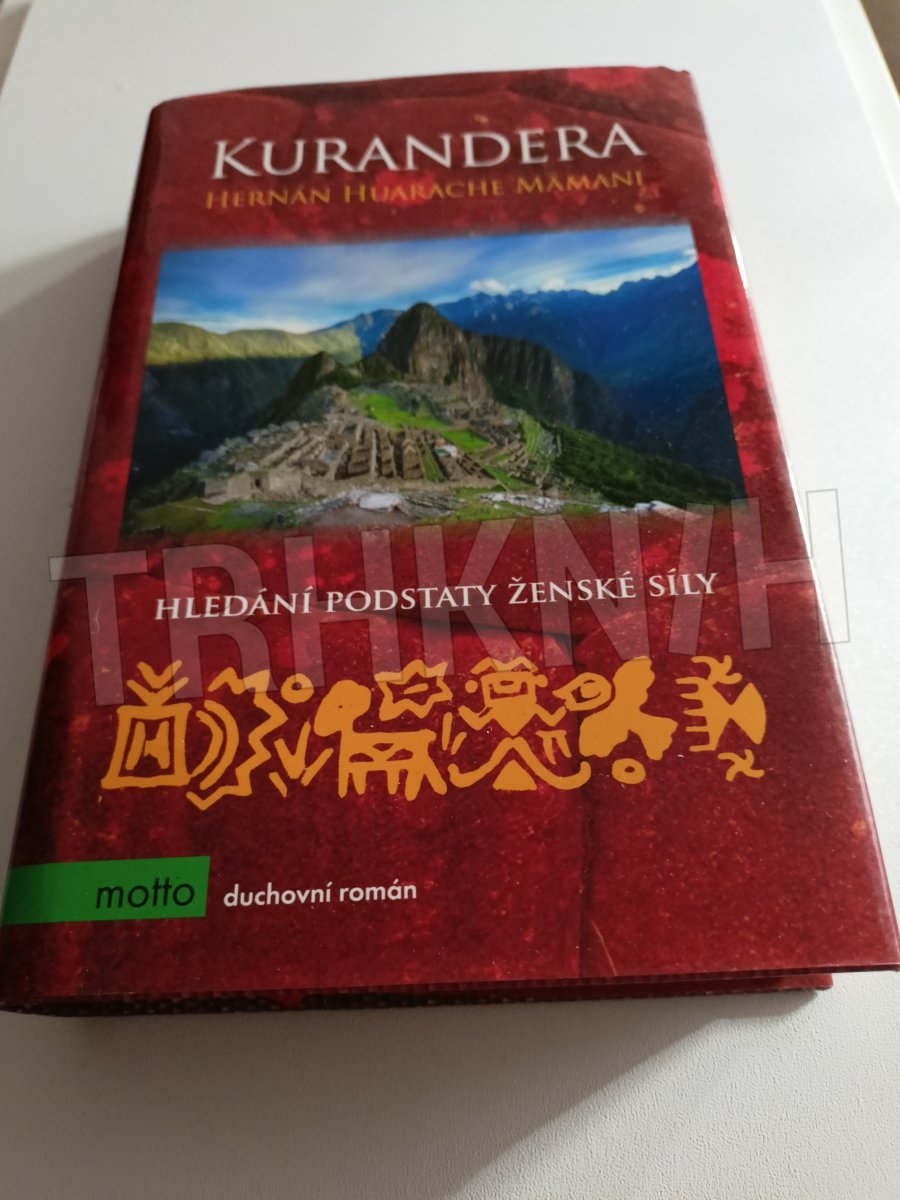 KURANDERA
HERNÁN HUARACHE MAMANI
TRHKNIH
HLEDÁNÍ PODSTATY ŽENSKÉ SÍLY
motto duchovní román